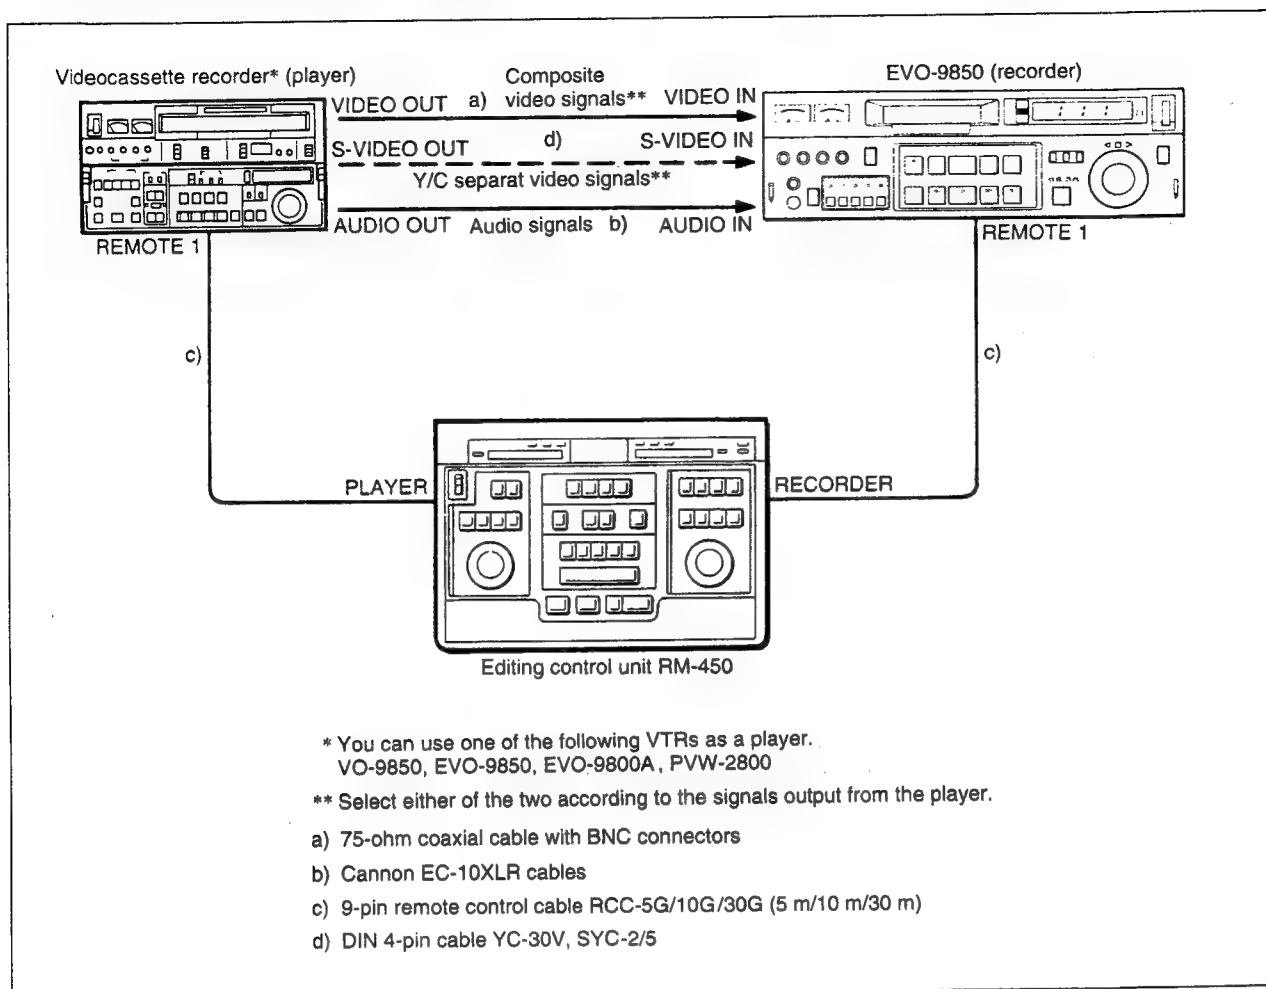 Videocassette recorder* (player)
Composite
EVO-9850 (recorder)
VIDEO OUT a) video signals** VIDEO IN
S-VIDEO OUT d) S-VIDEO IN
Y/C separat video signals**
AUDIO OUT Audio signals b) AUDIO IN
REMOTE 1
REMOTE 1
c)
c)
PLAYER
RECORDER
Editing control unit RM-450
* You can use one of the following VTRs as a player.
VO-9850, EVO-9850, EVO-9800A, PVW-2800
** Select either of the two according to the signals output from the player.
a) 75-ohm coaxial cable with BNC connectors
b) Cannon EC-10XLR cables
c) 9-pin remote control cable RCC-5G/10G/30G (5 m/10 m/30 m)
d) DIN 4-pin cable YC-30V, SYC-2/5